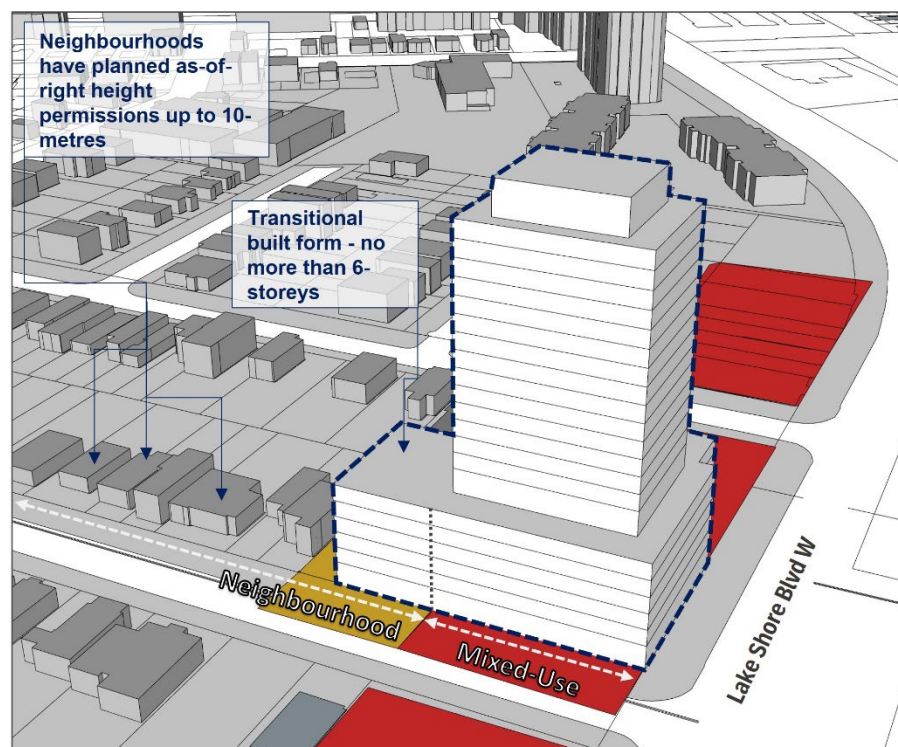 Neighbourhoods
have planned as-of-
right height
permissions up to 10-
metres
Transitional
built form - no
more than 6-
storeys
Neighbourhood
Mixed-Use
Lake Shore Blvd W